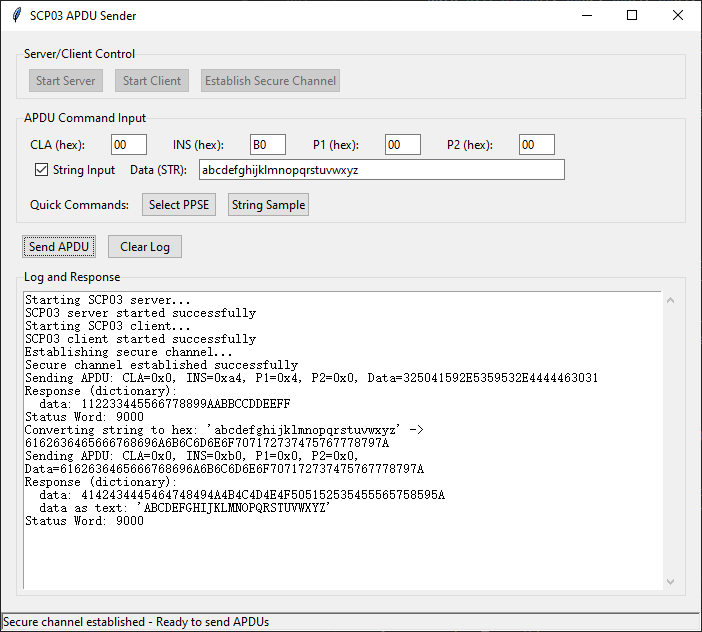 SCP03 APDU Sender
Server/Client Control
Start Server Start Client Establish Secure Channel
APDU Command Input
CLA (hex): 00 INS (hex): B0 P1 (hex): 00 P2 (hex): 00
String Input Data (STR): abcdefghijklmnopqrstuvwxyz
Quick Commands: Select PPSE String Sample
Send APDU Clear Log
Log and Response
Starting SCP03 server...
SCP03 server started successfully
Starting SCP03 client...
SCP03 client started successfully
Establishing secure channel...
Secure channel established successfully
Sending APDU: CLA=0x0, INS=0xa4, P1=0x4, P2=0x0, Data=325041592E5359532E4444463031
Response (dictionary):
data: 112233445566778899AABBCCDDEEFF
Status Word: 9000
Converting string to hex: 'abcdefghijklmnopqrstuvwxyz' ->
6162636465666768696A6B6C6D6E6F707172737475767778797A
Sending APDU: CLA=0x0, INS=0xb0, P1=0x0, P2=0x0,
Data=6162636465666768696A6B6C6D6E6F707172737475767778797A
Response (dictionary):
data: 4142434445464748494A4B4C4D4E4F505152535455565758595A
data as text: 'ABCDEFGHIJKLMNOPQRSTUVWXYZ'
Status Word: 9000
Secure channel established - Ready to send APDUs